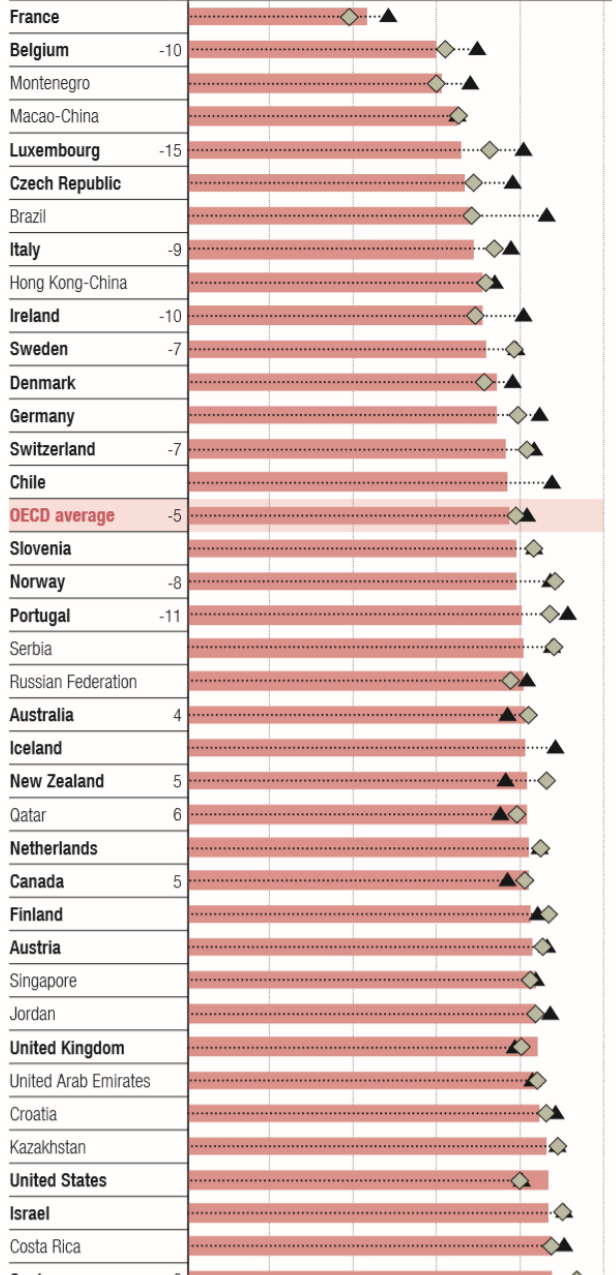 France
Belgium -10
Montenegro
Macao-China
Luxembourg -15
Czech Republic
Brazil
Italy -9
Hong Kong-China
Ireland -10
Sweden -7
Denmark
Germany
Switzerland -7
Chile
OECD average -5
Slovenia
Norway -8
Portugal -11
Serbia
Russian Federation
Australia 4
Iceland
New Zealand 5
Qatar 6
Netherlands
Canada 5
Finland
Austria
Singapore
Jordan
United Kingdom
United Arab Emirates
Croatia
Kazakhstan
United States
Israel
Costa Rica